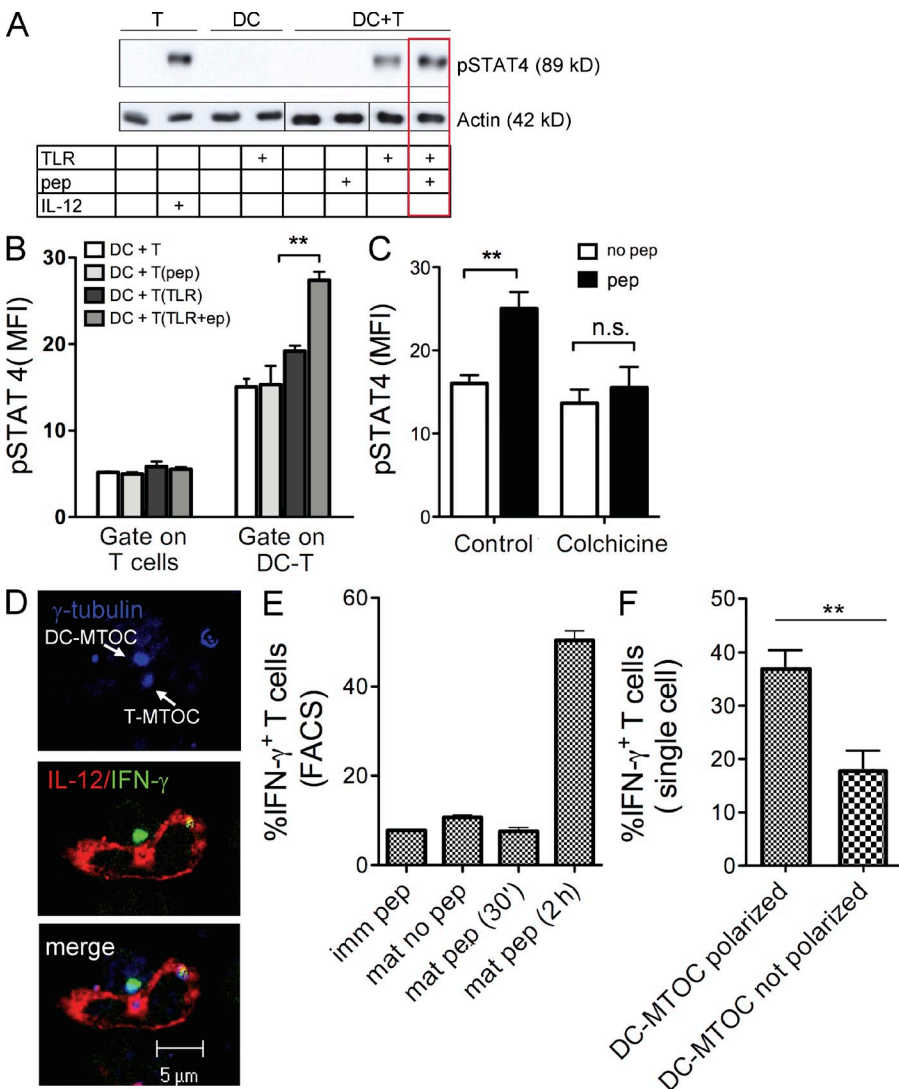 A
T DC DC+T
pSTAT4 (89 kD)
Actin (42 kD)
TLR + + +
pep + +
IL-12 +
B
pSTAT 4( MFI)
30
20
10
0
DC + T
DC + T(pep)
DC + T(TLR)
DC + T(TLR+ep)
**
Gate on
T cells
Gate on
DC-T
C
pSTAT4 (MFI)
30
20
10
0
no pep
pep
**
n.s.
Control
Colchicine
D
γ-tubulin
DC-MTOC
T-MTOC
IL-12/IFN-γ
merge
5 μm
E
%IFN-γ+ T cells
(FACS)
60
40
20
0
imm pep
mat no pep
mat pep (30')
mat pep (2 h)
F
%IFN-γ+ T cells
( single cell)
50
40
30
20
10
0
**
DC-MTOC polarized
DC-MTOC not polarized